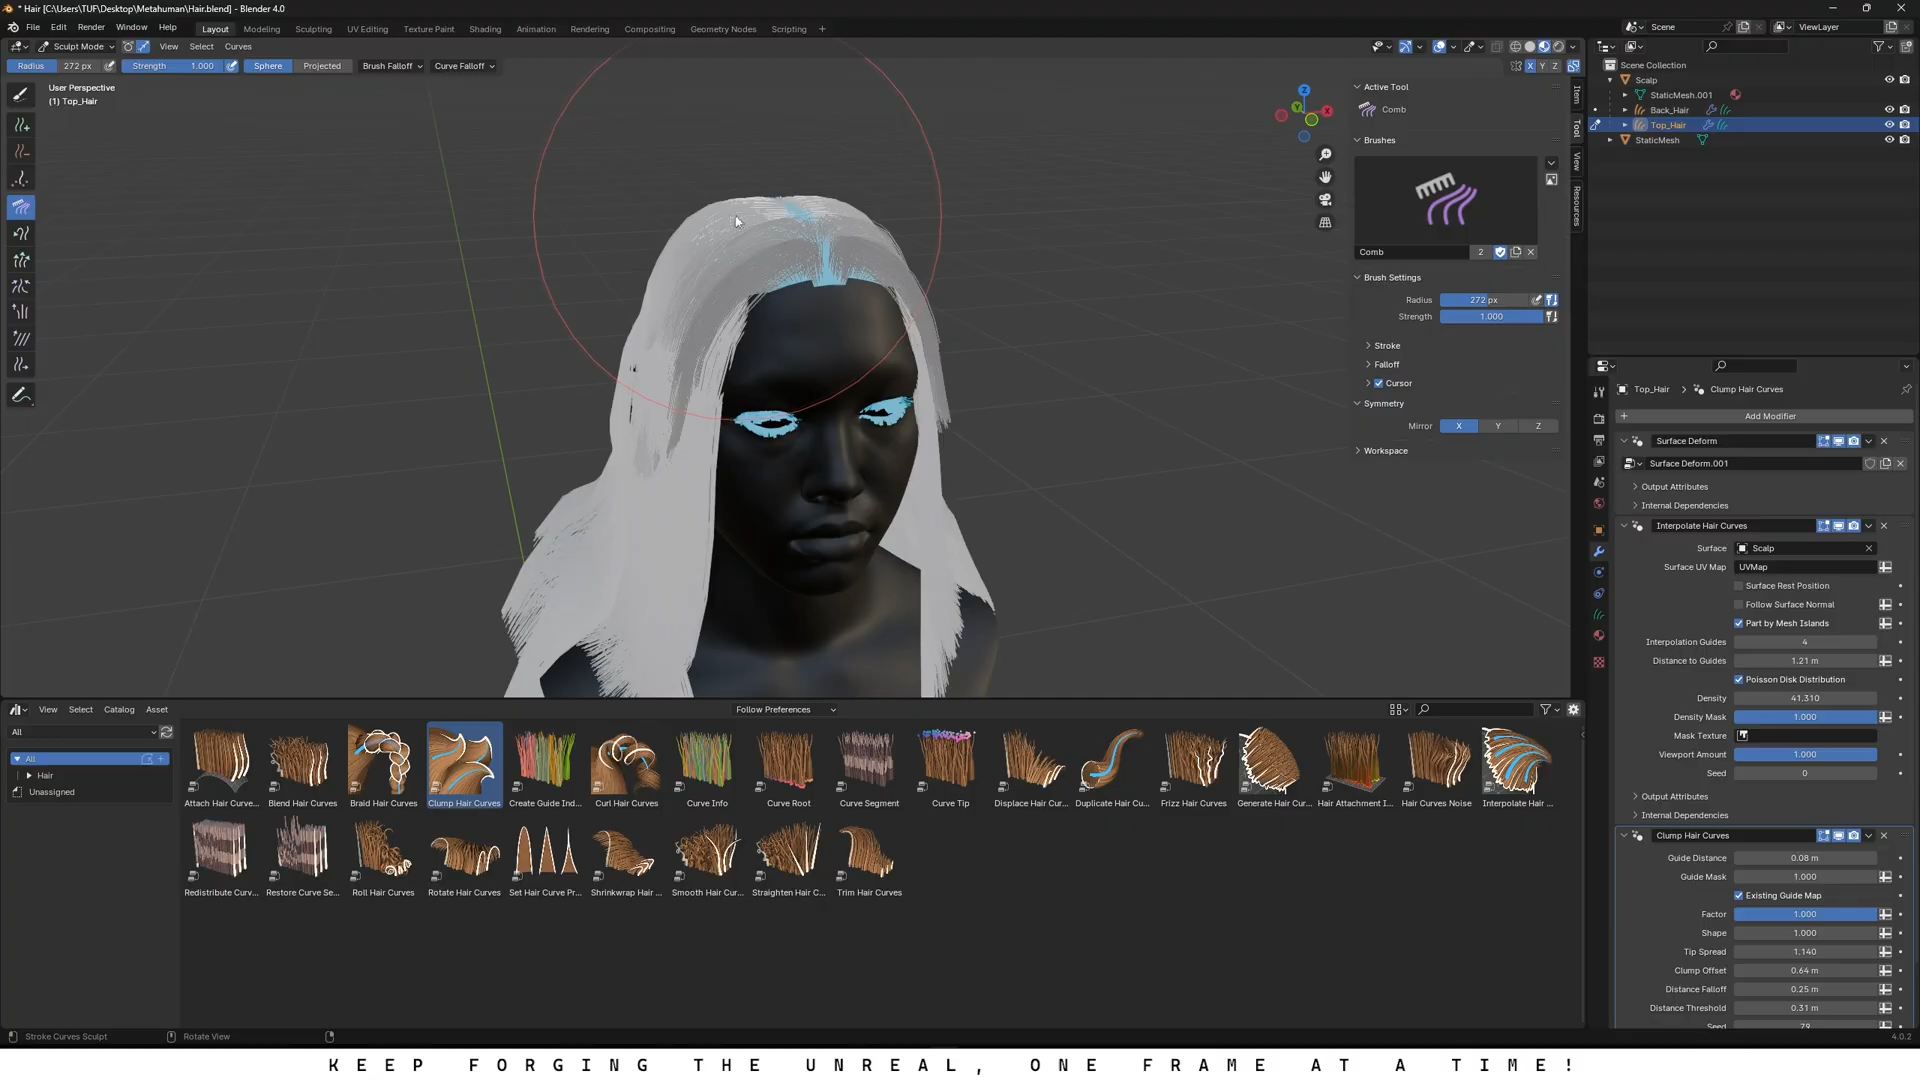 * Hair [C:\Users\TUF\Desktop\Metahuman\Hair.blend] - Blender 4.0
File Edit Render Window Help Layout Modeling Sculpting UV Editing Texture Paint Shading Animation Rendering Compositing Geometry Nodes Scripting + Scene ViewLayer
Sculpt Mode View Select Curves
Radius 272 px Strength 1.000 Sphere Projected Brush Falloff Curve Falloff X Y Z
User Perspective
(1) Top_Hair
Z
Y
X
Item
Tool
View
Resources
Active Tool
Comb
Brushes
Comb 2
Brush Settings
Radius 272 px
Strength 1.000
Stroke
Falloff
Cursor
Symmetry
Mirror X Y Z
Workspace
Scene Collection
Scalp
StaticMesh.001
Back_Hair
Top_Hair
StaticMesh
Top_Hair Clump Hair Curves
Add Modifier
Surface Deform
Surface Deform.001
Output Attributes
Internal Dependencies
Interpolate Hair Curves
Surface Scalp
Surface UV Map UVMap
Surface Rest Position
Follow Surface Normal
Part by Mesh Islands
Interpolation Guides 4
Distance to Guides 1.21 m
Poisson Disk Distribution
Density 41.310
Density Mask 1.000
Mask Texture
Viewport Amount 1.000
Seed 0
Output Attributes
Internal Dependencies
Clump Hair Curves
Guide Distance 0.08 m
Guide Mask 1.000
Existing Guide Map
Factor 1.000
Shape 1.000
Tip Spread 1.140
Clump Offset 0.64 m
Distance Falloff 0.25 m
Distance Threshold 0.31 m
Seed 79
View Select Catalog Asset Follow Preferences
All
All
Hair
Unassigned
Attach Hair Curve... Blend Hair Curves Braid Hair Curves Clump Hair Curves Create Guide Ind... Curl Hair Curves Curve Info Curve Root Curve Segment Curve Tip Displace Hair Cur... Duplicate Hair Cu... Frizz Hair Curves Generate Hair Cur... Hair Attachment I... Hair Curves Noise Interpolate Hair ...
Redistribute Curv... Restore Curve Se... Roll Hair Curves Rotate Hair Curves Set Hair Curve Pr... Shrinkwrap Hair ... Smooth Hair Cur... Straighten Hair C... Trim Hair Curves
Stroke Curves Sculpt Rotate View 4.0.2
KEEP FORGING THE UNREAL, ONE FRAME AT A TIME!